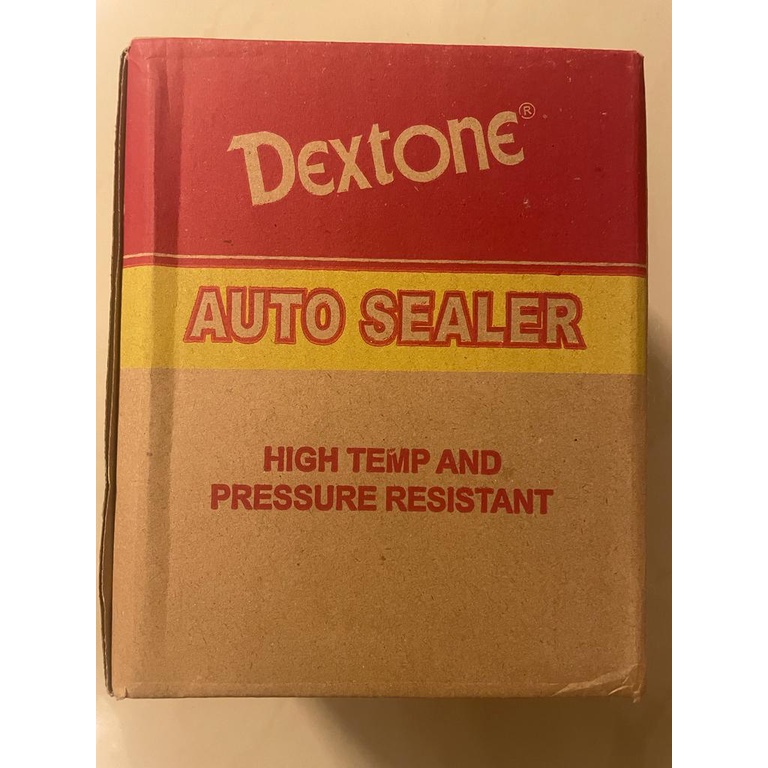 Dextone®
AUTO SEALER
HIGH TEMP AND
PRESSURE RESISTANT